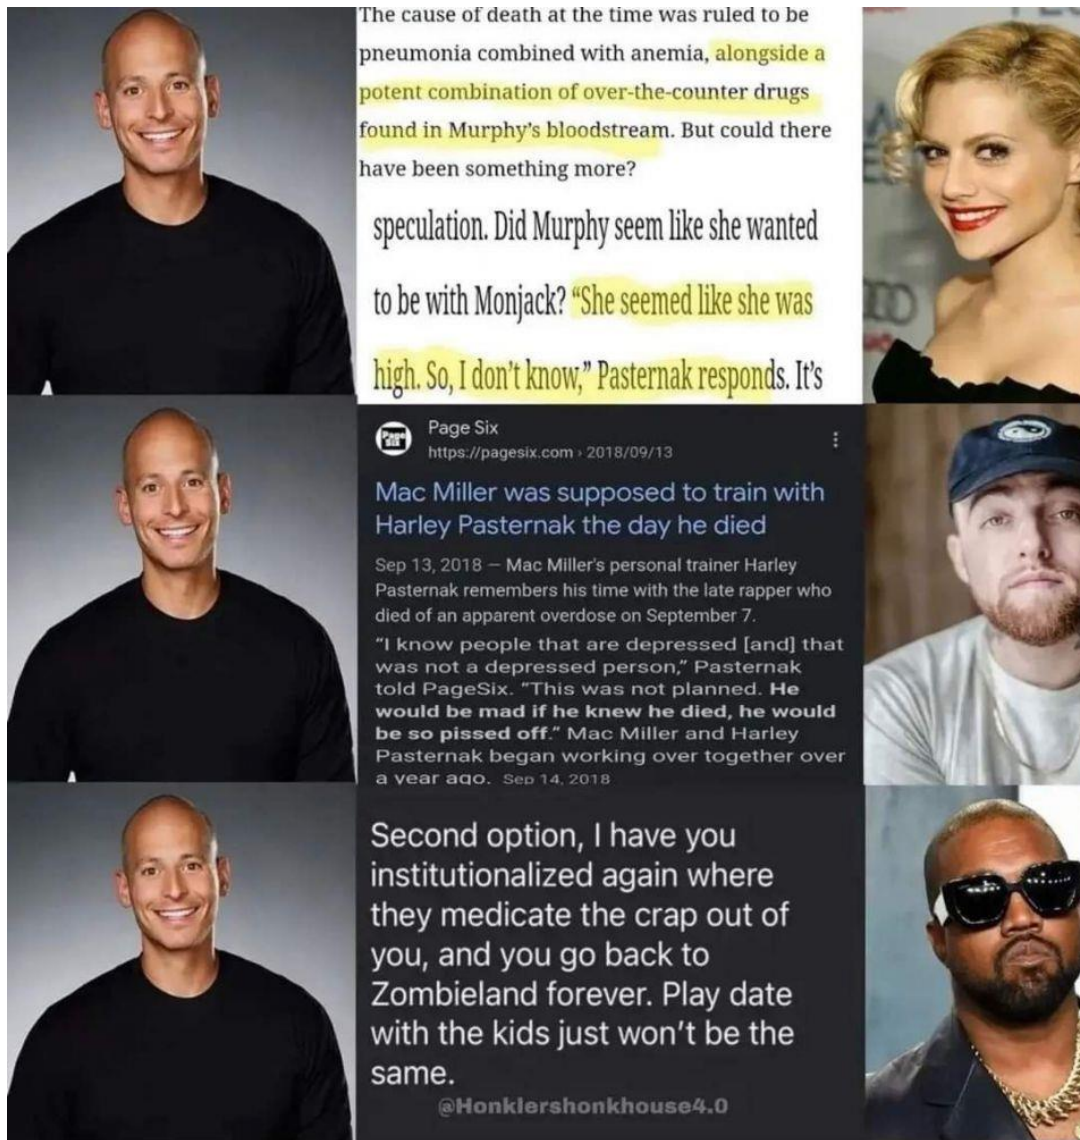 The cause of death at the time was ruled to be
pneumonia combined with anemia, alongside a
potent combination of over-the-counter drugs
found in Murphy's bloodstream. But could there
have been something more?
speculation. Did Murphy seem like she wanted
to be with Monjack? “She seemed like she was
high. So, I don’t know,” Pasternak responds. It’s
Page Six
Page Six
https://pagesix.com › 2018/09/13
Mac Miller was supposed to train with
Harley Pasternak the day he died
Sep 13, 2018 — Mac Miller's personal trainer Harley
Pasternak remembers his time with the late rapper who
died of an apparent overdose on September 7.
“I know people that are depressed [and] that
was not a depressed person,” Pasternak
told PageSix. “This was not planned. He
would be mad if he knew he died, he would
be so pissed off.” Mac Miller and Harley
Pasternak began working over together over
a year ago. Sep 14, 2018
Second option, I have you
institutionalized again where
they medicate the crap out of
you, and you go back to
Zombieland forever. Play date
with the kids just won't be the
same.
@Honklershonkhouse4.0